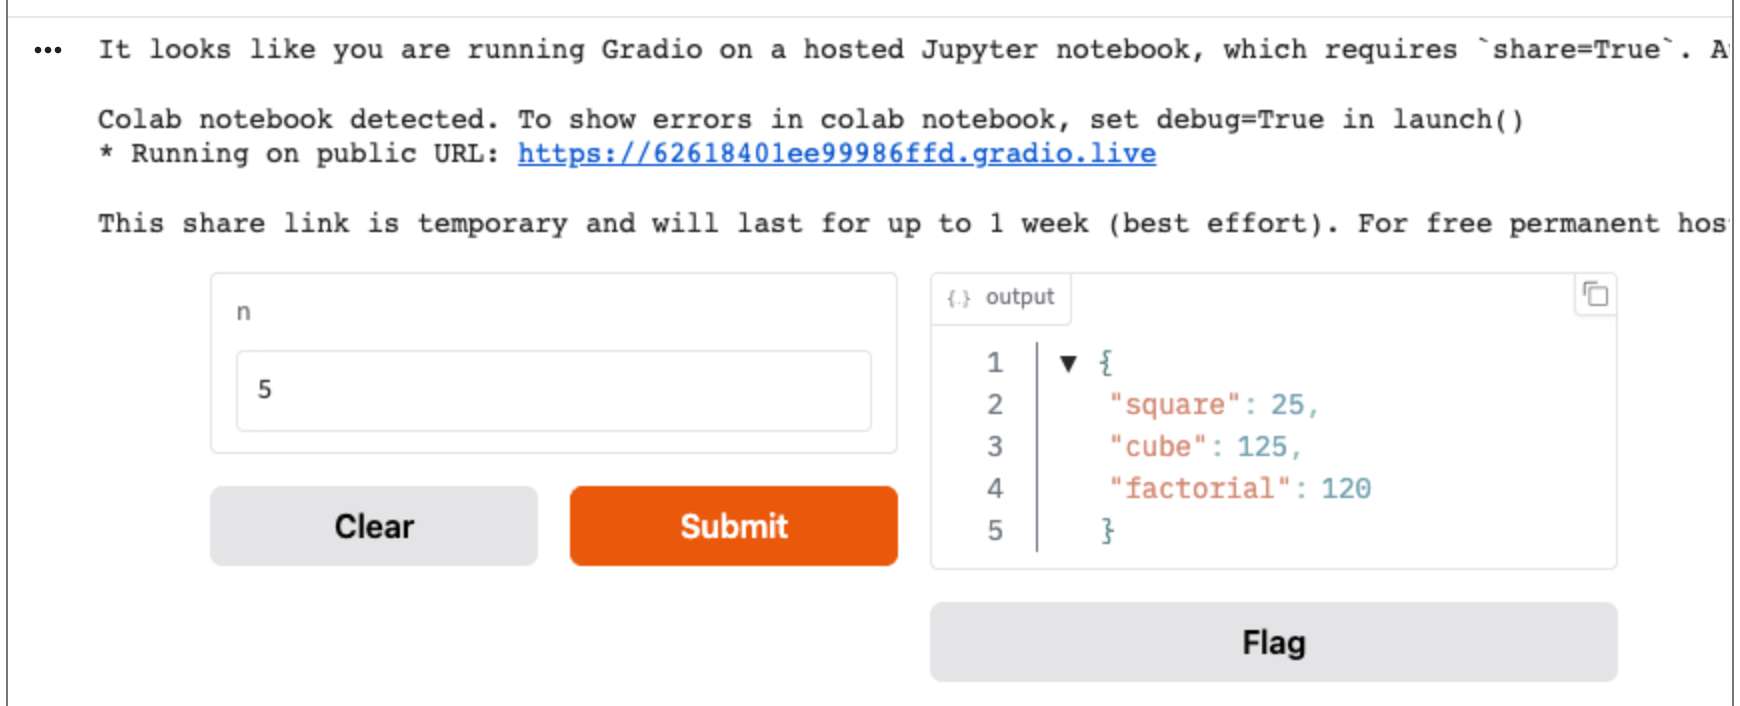 It looks like you are running Gradio on a hosted Jupyter notebook, which requires `share=True`.
Colab notebook detected. To show errors in colab notebook, set debug=True in launch()
* Running on public URL: https://62618401ee99986ffd.gradio.live
This share link is temporary and will last for up to 1 week (best effort). For free permanent
n
5
Clear
Submit
{} output
1 ▼ {
2 "square": 25,
3 "cube": 125,
4 "factorial": 120
5 }
Flag